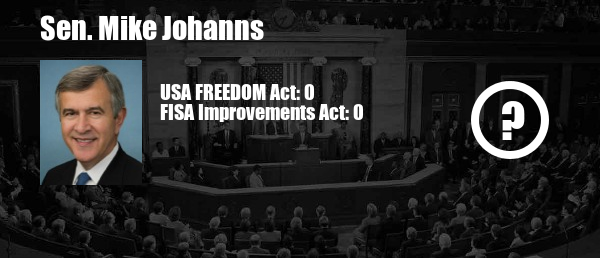 Sen. Mike Johanns
USA FREEDOM Act: 0
FISA Improvements Act: 0
?